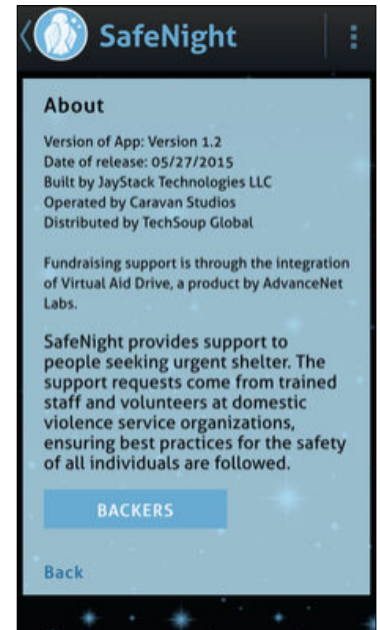 SafeNight
About
Version of App: Version 1.2
Date of release: 05/27/2015
Built by JayStack Technologies LLC
Operated by Caravan Studios
Distributed by TechSoup Global
Fundraising support is through the integration
of Virtual Aid Drive, a product by AdvanceNet
Labs.
SafeNight provides support to
people seeking urgent shelter. The
support requests come from trained
staff and volunteers at domestic
violence service organizations,
ensuring best practices for the safety
of all individuals are followed.
BACKERS
Back